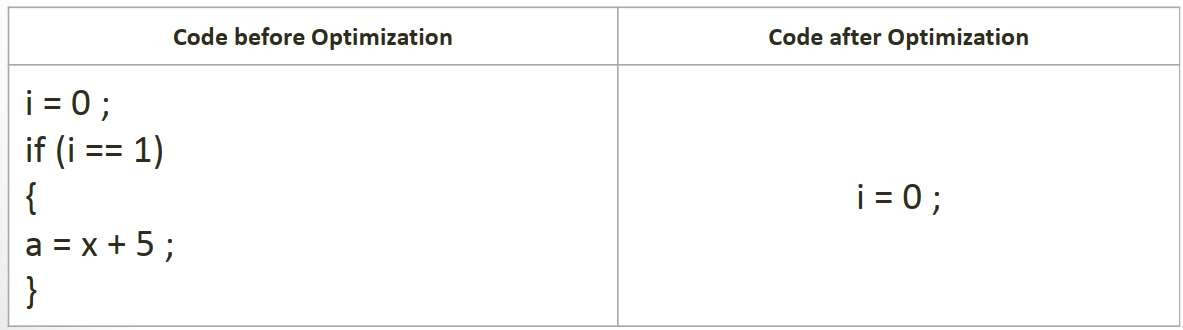 Code before Optimization
Code after Optimization
i = 0 ;
if (i == 1)
{
a = x + 5 ;
}
i = 0 ;